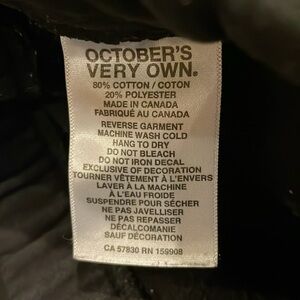 OCTOBER'S
VERY OWN®
80% COTTON / COTON
20% POLYESTER
MADE IN CANADA
FABRIQUÉ AU CANADA
REVERSE GARMENT
MACHINE WASH COLD
HANG TO DRY
DO NOT BLEACH
DO NOT IRON DECAL
EXCLUSIVE OF DECORATION
TOURNER VÊTEMENT À L'ENVERS
LAVER À LA MACHINE
À L'EAU FROIDE
SUSPENDRE POUR SÉCHER
NE PAS JAVELLISER
NE PAS REPASSER
DÉCALCOMANIE
SAUF DÉCORATION
CA 57830 RN 159908